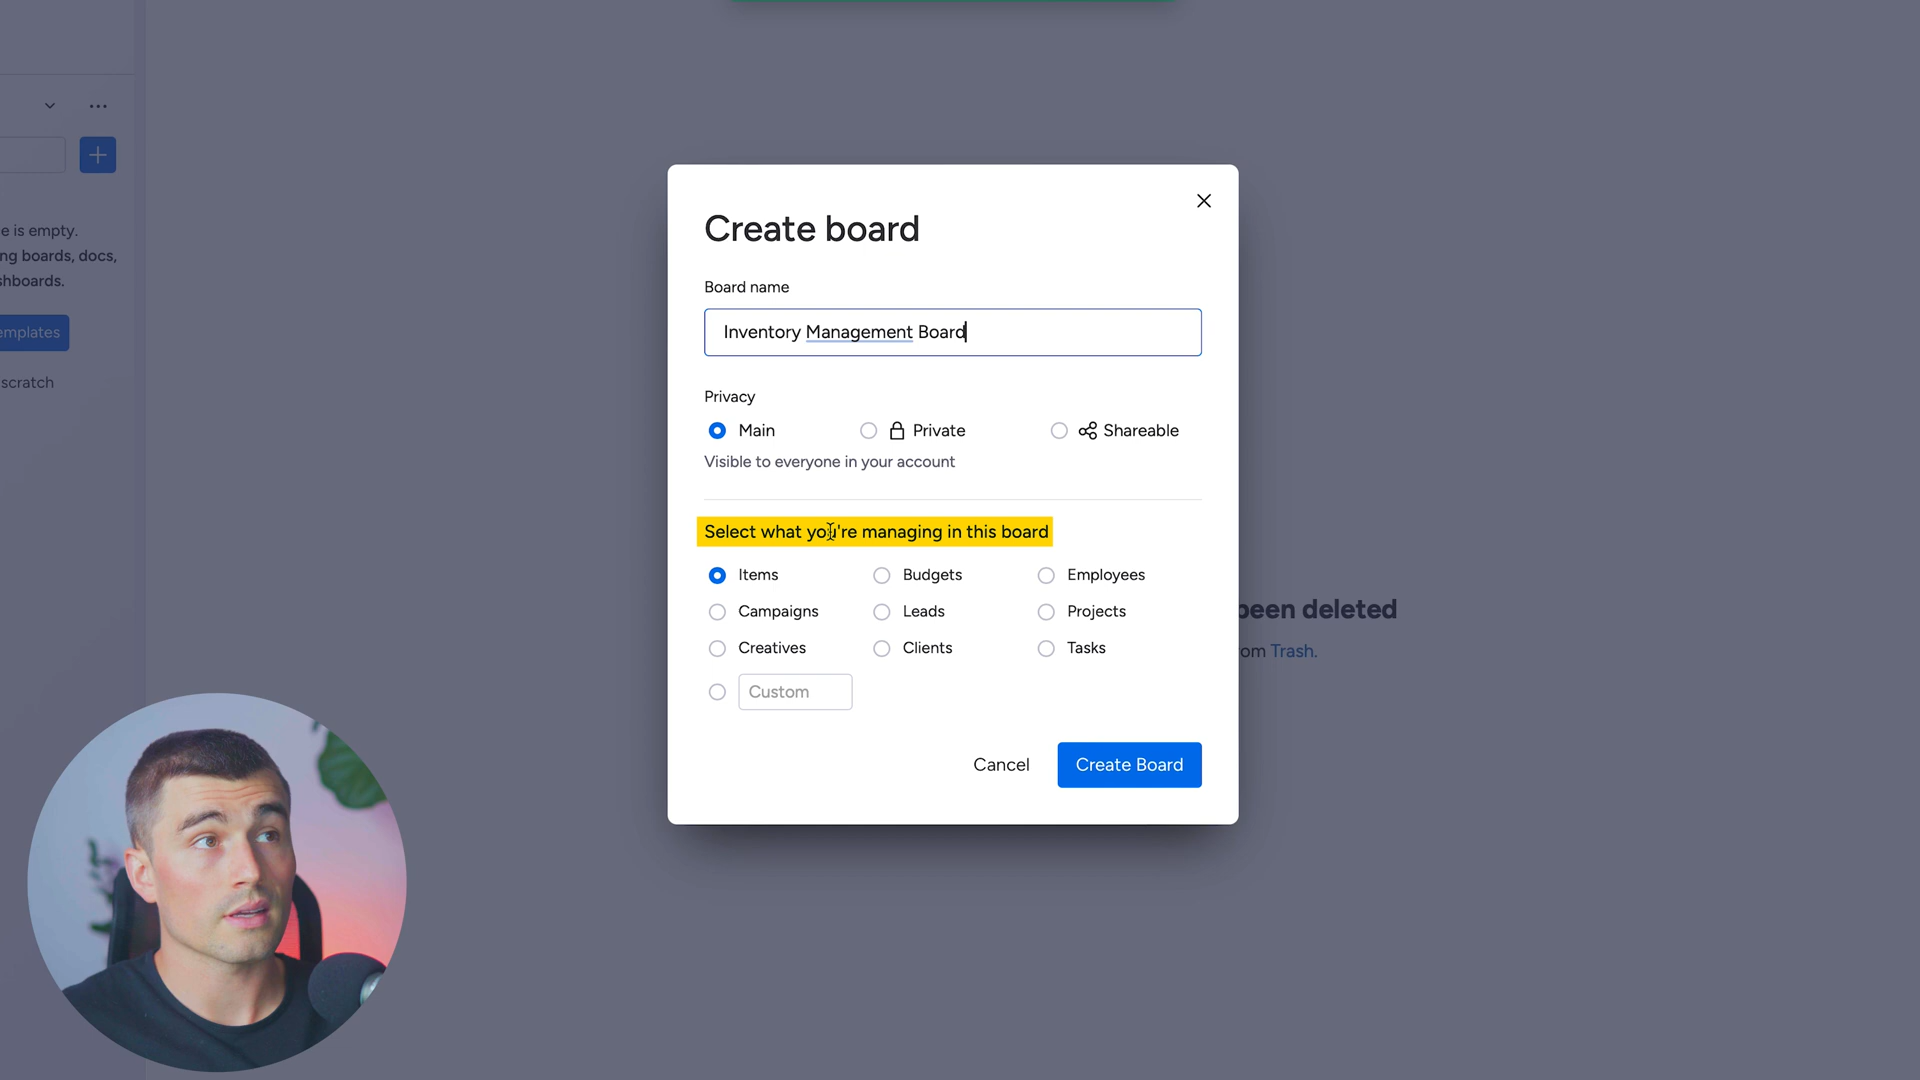 e is empty.
ng boards, docs,
shboards.
emplates
scratch
Create board
Board name
Inventory Management Board
Privacy
Main
Private
Shareable
Visible to everyone in your account
Select what you're managing in this board
Items
Budgets
Employees
Campaigns
Leads
Projects
Creatives
Clients
Tasks
Custom
Cancel
Create Board
been deleted
om Trash.